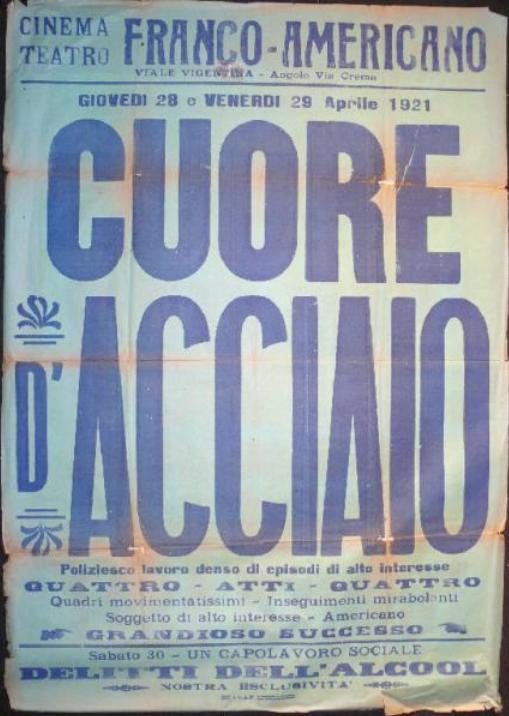 CINEMA TEATRO FRANCO-AMERICANO
VIALE VIGENTINA - Angolo Via Crema
GIOVEDI 28 e VENERDI 29 Aprile 1921
CUORE
D'ACCIAIO
Poliziesco lavoro denso di episodi di alto interesse
QUATTRO - ATTI - QUATTRO
Quadri movimentatissimi - Inseguimenti mirabolanti
Soggetto di alto interesse - Americano
GRANDIOSO SUCCESSO
Sabato 30 - UN CAPOLAVORO SOCIALE
DELITTI DELL'ALCOOL
NOSTRA ESCLUSIVITA'